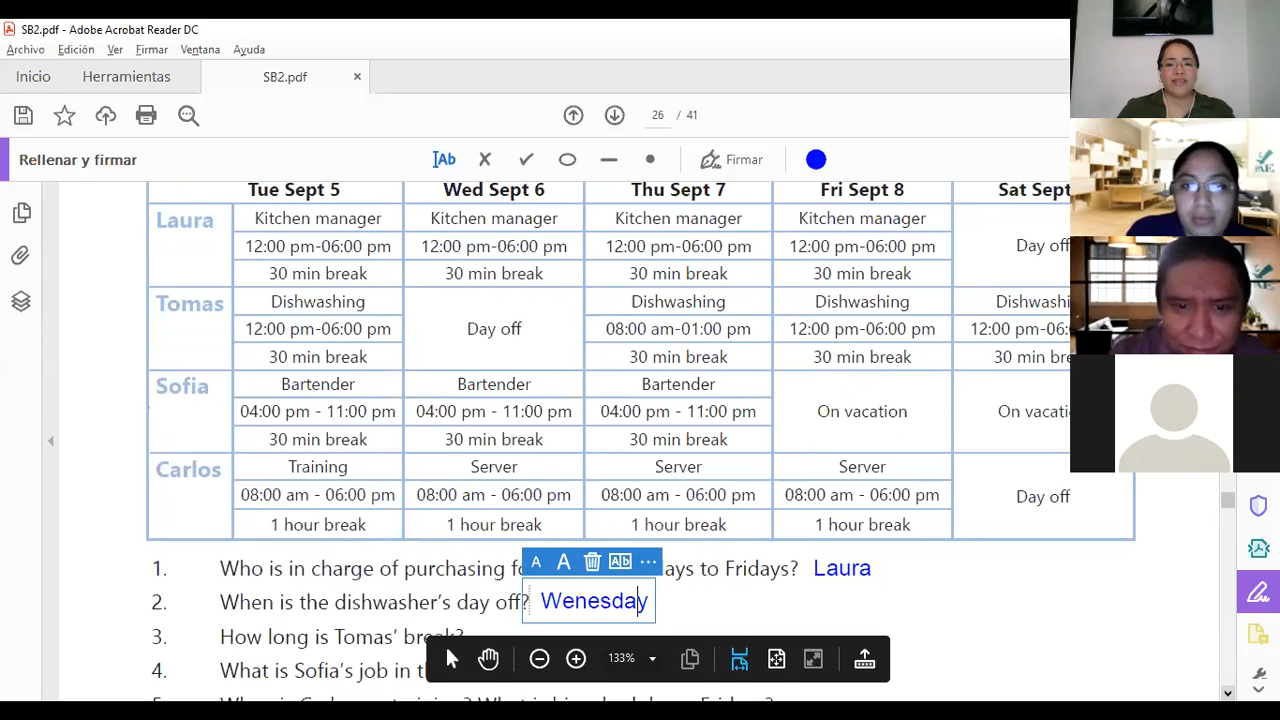 SB2.pdf - Adobe Acrobat Reader DC
Archivo Edición Ver Firmar Ventana Ayuda
Inicio Herramientas SB2.pdf ×
26 / 41
Rellenar y firmar
Ab
Firmar
Tue Sept 5 Wed Sept 6 Thu Sept 7 Fri Sept 8 Sat Sept
Laura Kitchen manager Kitchen manager Kitchen manager Kitchen manager
12:00 pm-06:00 pm 12:00 pm-06:00 pm 12:00 pm-06:00 pm 12:00 pm-06:00 pm Day off
30 min break 30 min break 30 min break 30 min break
Tomas Dishwashing Dishwashing Dishwashing Dishwashi
12:00 pm-06:00 pm Day off 08:00 am-01:00 pm 12:00 pm-06:00 pm 12:00 pm-06:
30 min break 30 min break 30 min break 30 min br
Sofia Bartender Bartender Bartender
04:00 pm - 11:00 pm 04:00 pm - 11:00 pm 04:00 pm - 11:00 pm On vacation On vacati
30 min break 30 min break 30 min break
Carlos Training Server Server Server
08:00 am - 06:00 pm 08:00 am - 06:00 pm 08:00 am - 06:00 pm 08:00 am - 06:00 pm Day off
1 hour break 1 hour break 1 hour break 1 hour break
A A Ab ...
1. Who is in charge of purchasing fo ays to Fridays? Laura
2. When is the dishwasher's day off? Wenesday
3. How long is Tomas' break?
133%
4. What is Sofia's job in th